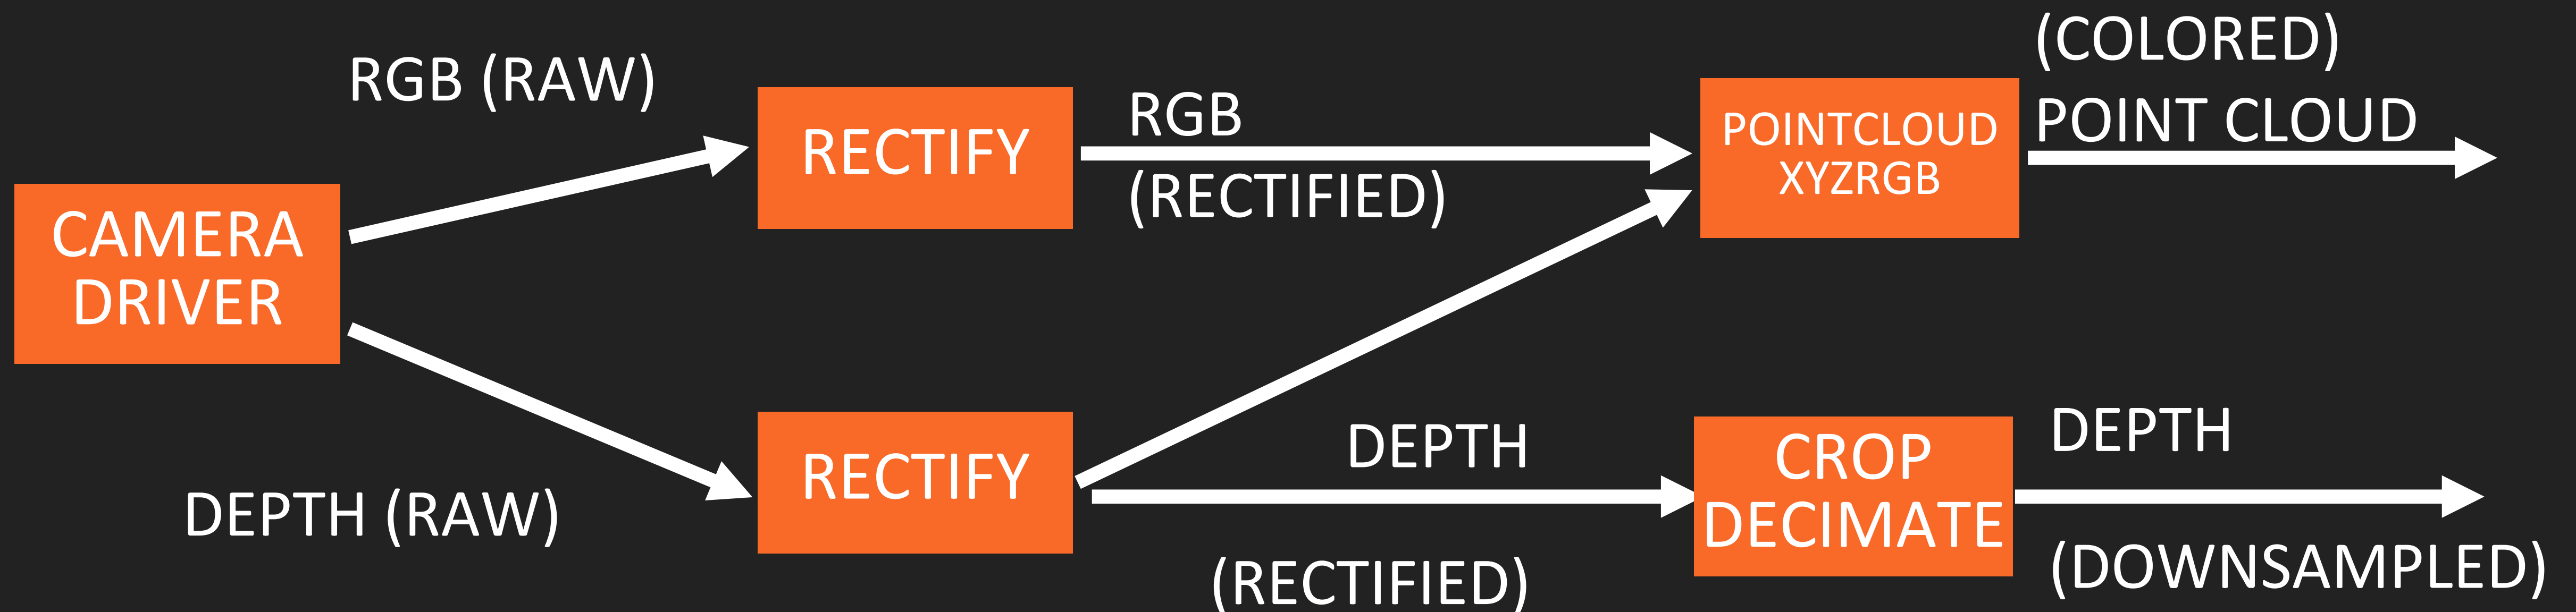 RGB (RAW)
CAMERA
DRIVER
DEPTH (RAW)
RECTIFY
RGB
(RECTIFIED)
POINTCLOUD
XYZRGB
(COLORED)
POINT CLOUD
RECTIFY
DEPTH
(RECTIFIED)
CROP
DECIMATE
DEPTH
(DOWNSAMPLED)